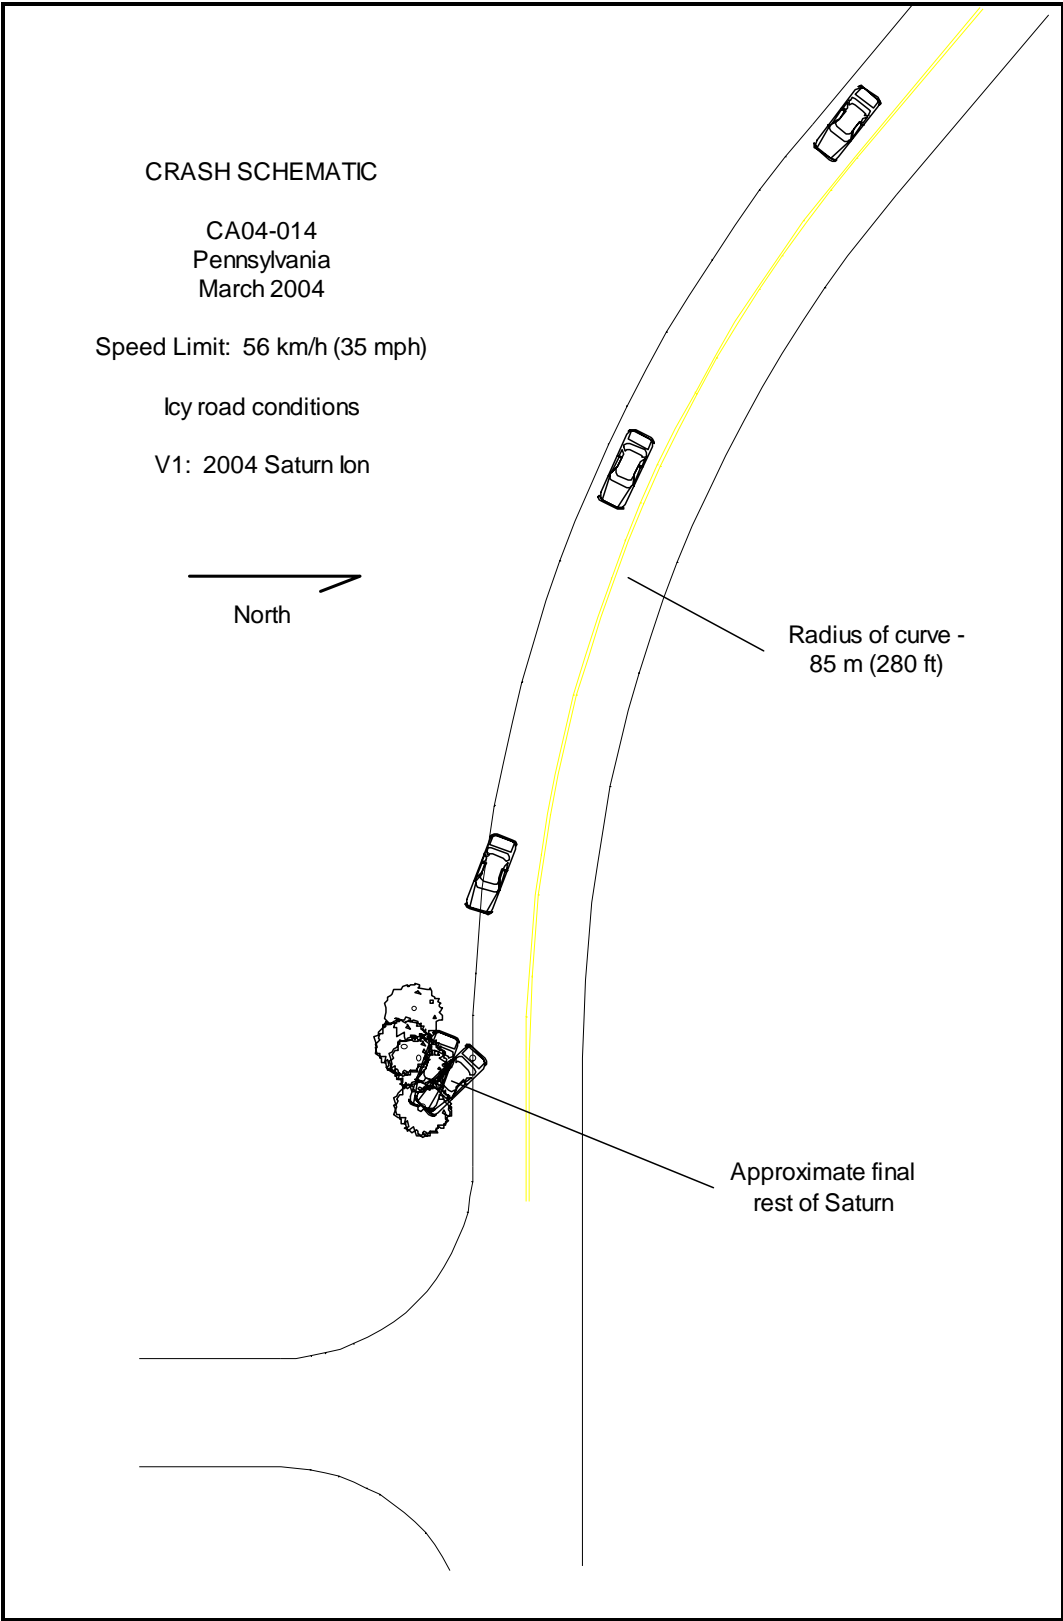 CRASH SCHEMATIC
CA04-014
Pennsylvania
March 2004
Speed Limit: 56 km/h (35 mph)
Icy road conditions
V1: 2004 Saturn Ion
North
Radius of curve -
85 m (280 ft)
Approximate final
rest of Saturn